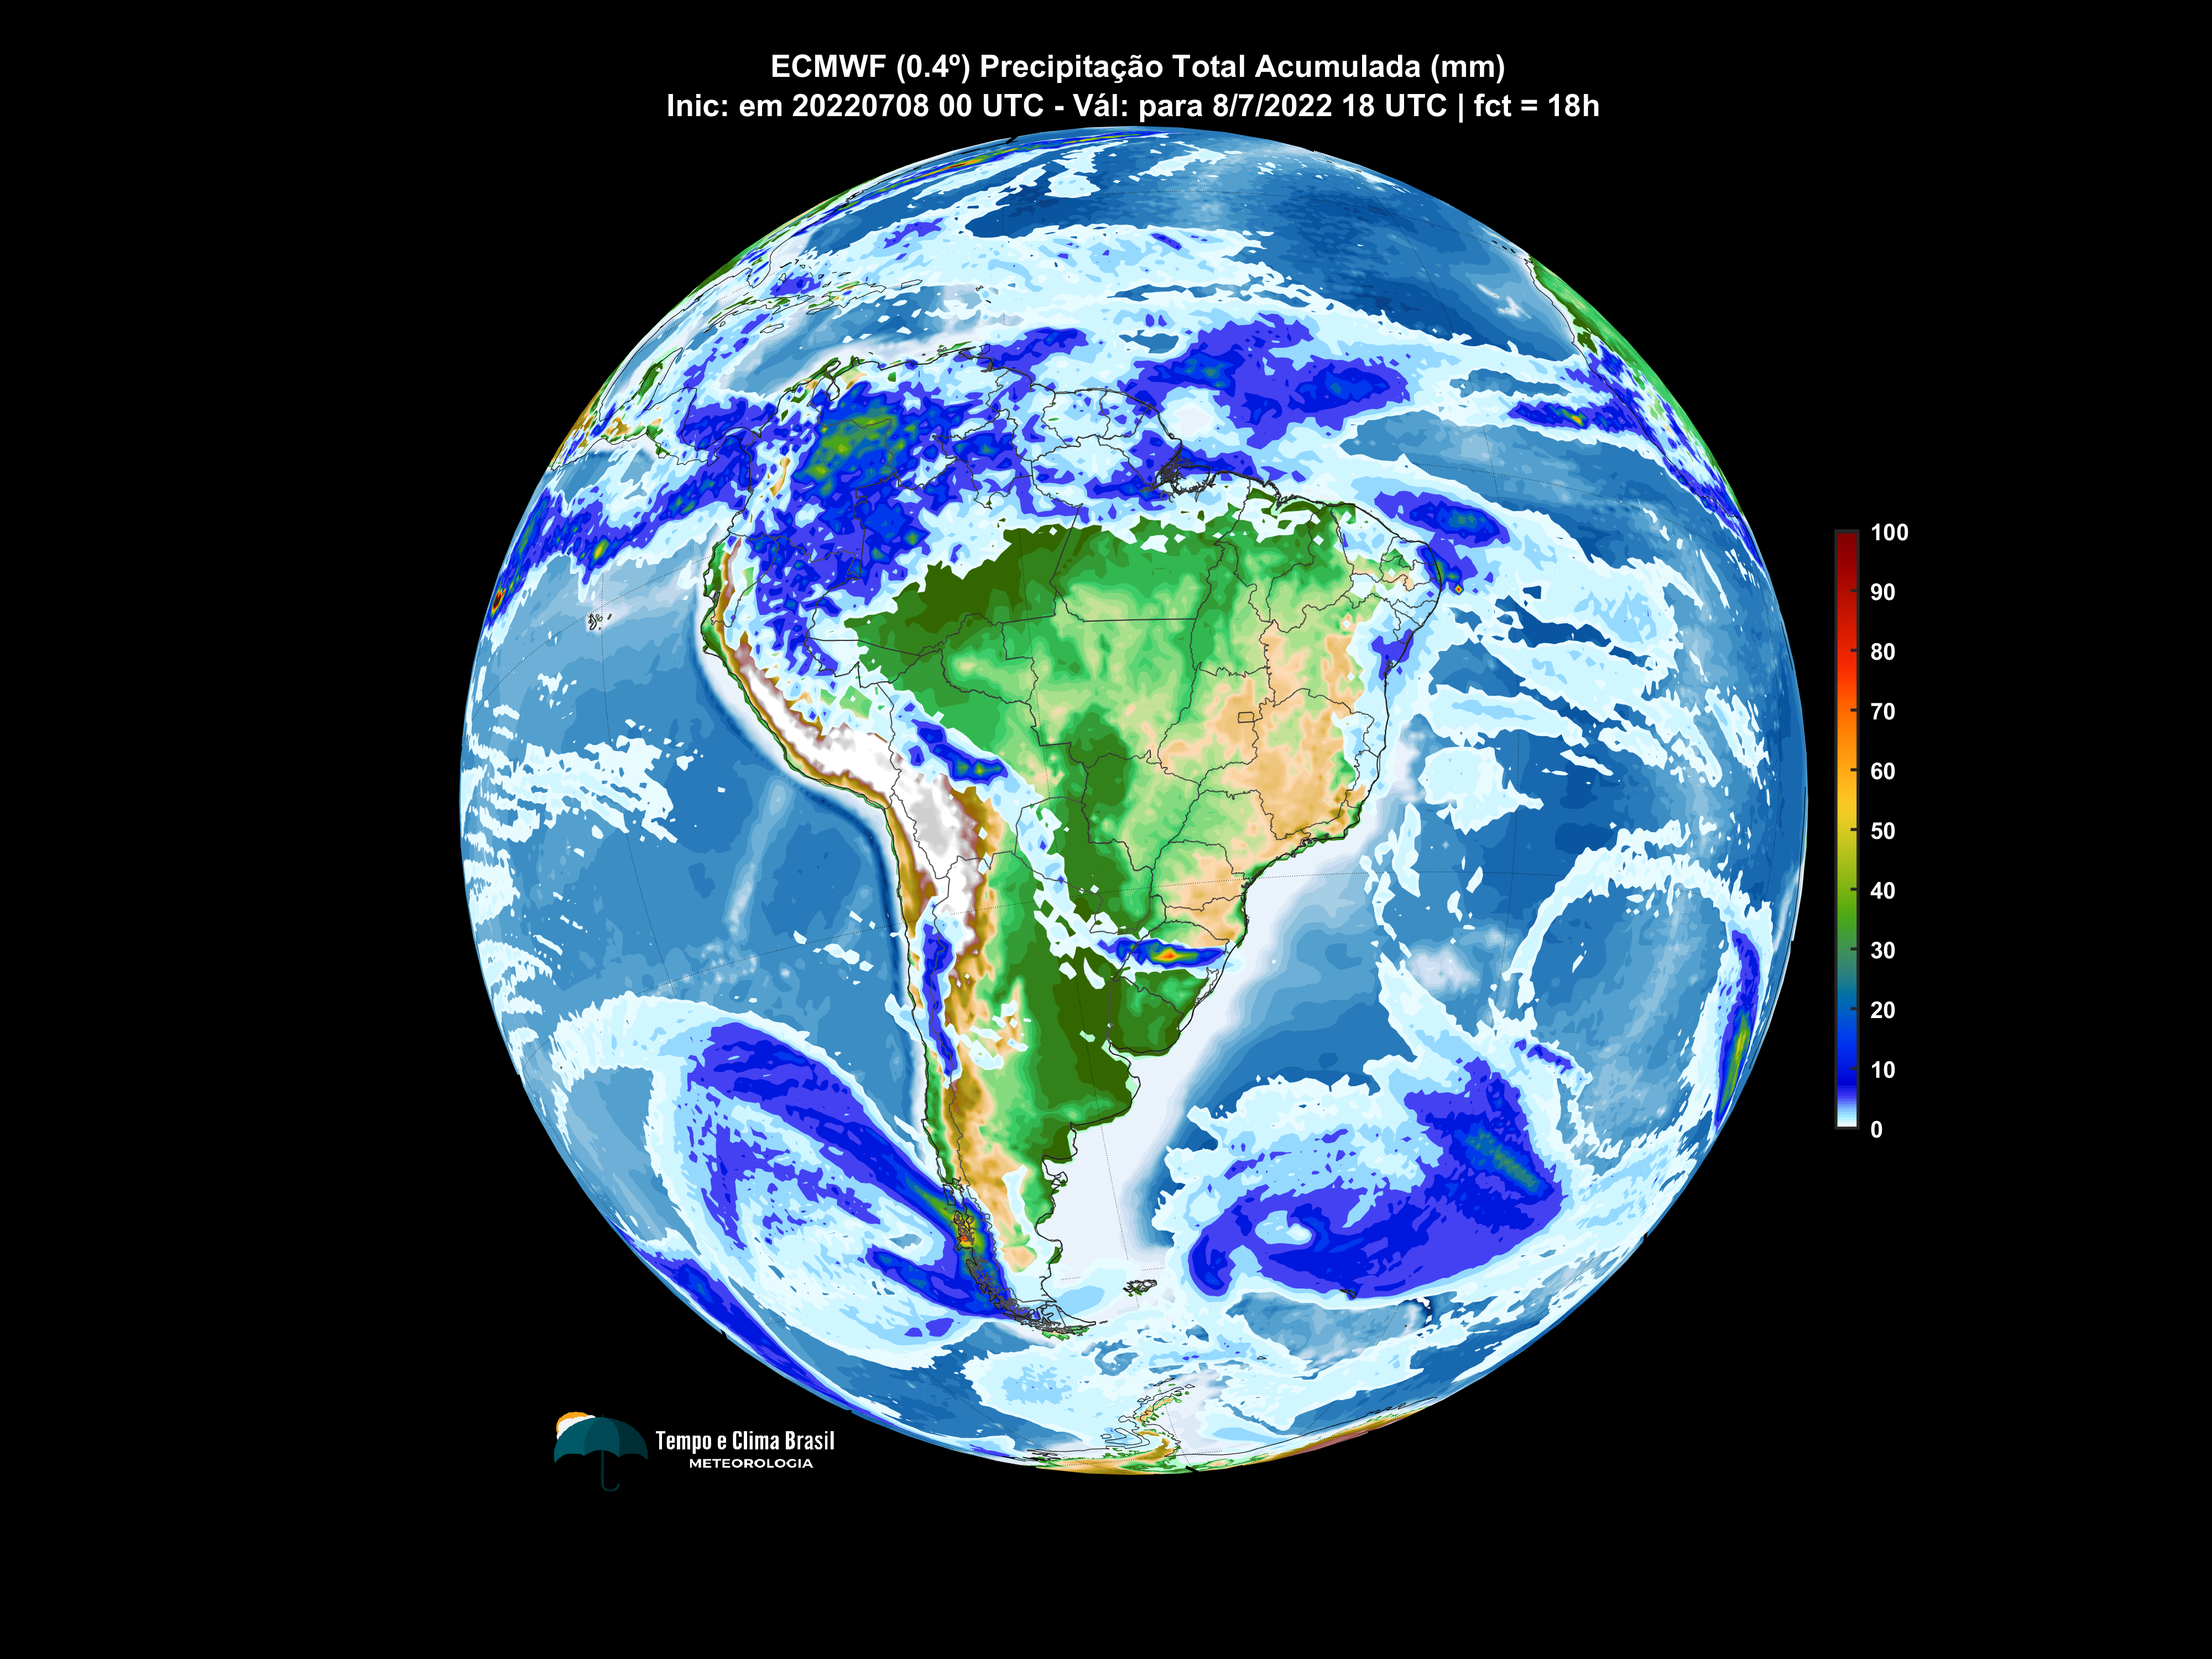 ECMWF (0.4º) Precipitação Total Acumulada (mm)
Inic: em 20220708 00 UTC - Vál: para 8/7/2022 18 UTC | fct = 18h
100
90
80
70
60
50
40
30
20
10
0
Tempo e Clima Brasil
METEOROLOGIA